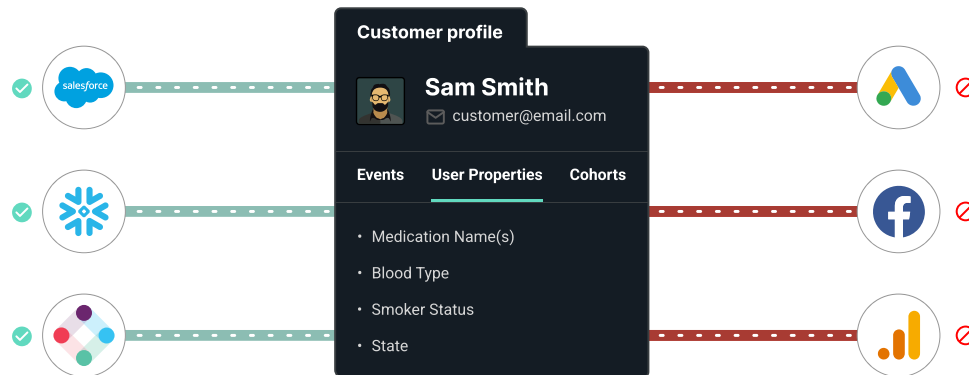 Customer profile
salesforce
Sam Smith
customer@email.com
Events User Properties Cohorts
• Medication Name(s)
• Blood Type
• Smoker Status
• State